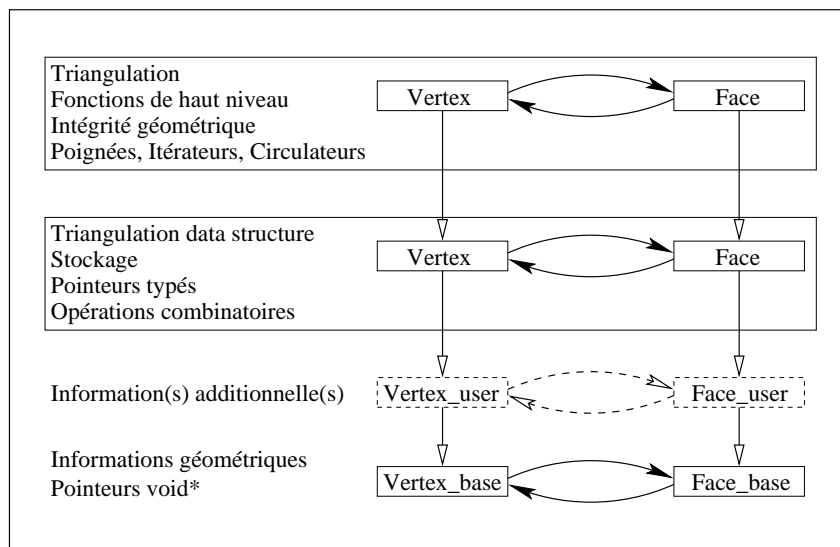 Triangulation
Fonctions de haut niveau
Intégrité géométrique
Poignées, Itérateurs, Circulateurs
Vertex
Face
Triangulation data structure
Stockage
Pointeurs typés
Opérations combinatoires
Vertex
Face
Information(s) additionnelle(s)
Vertex_user
Face_user
Informations géométriques
Pointeurs void*
Vertex_base
Face_base